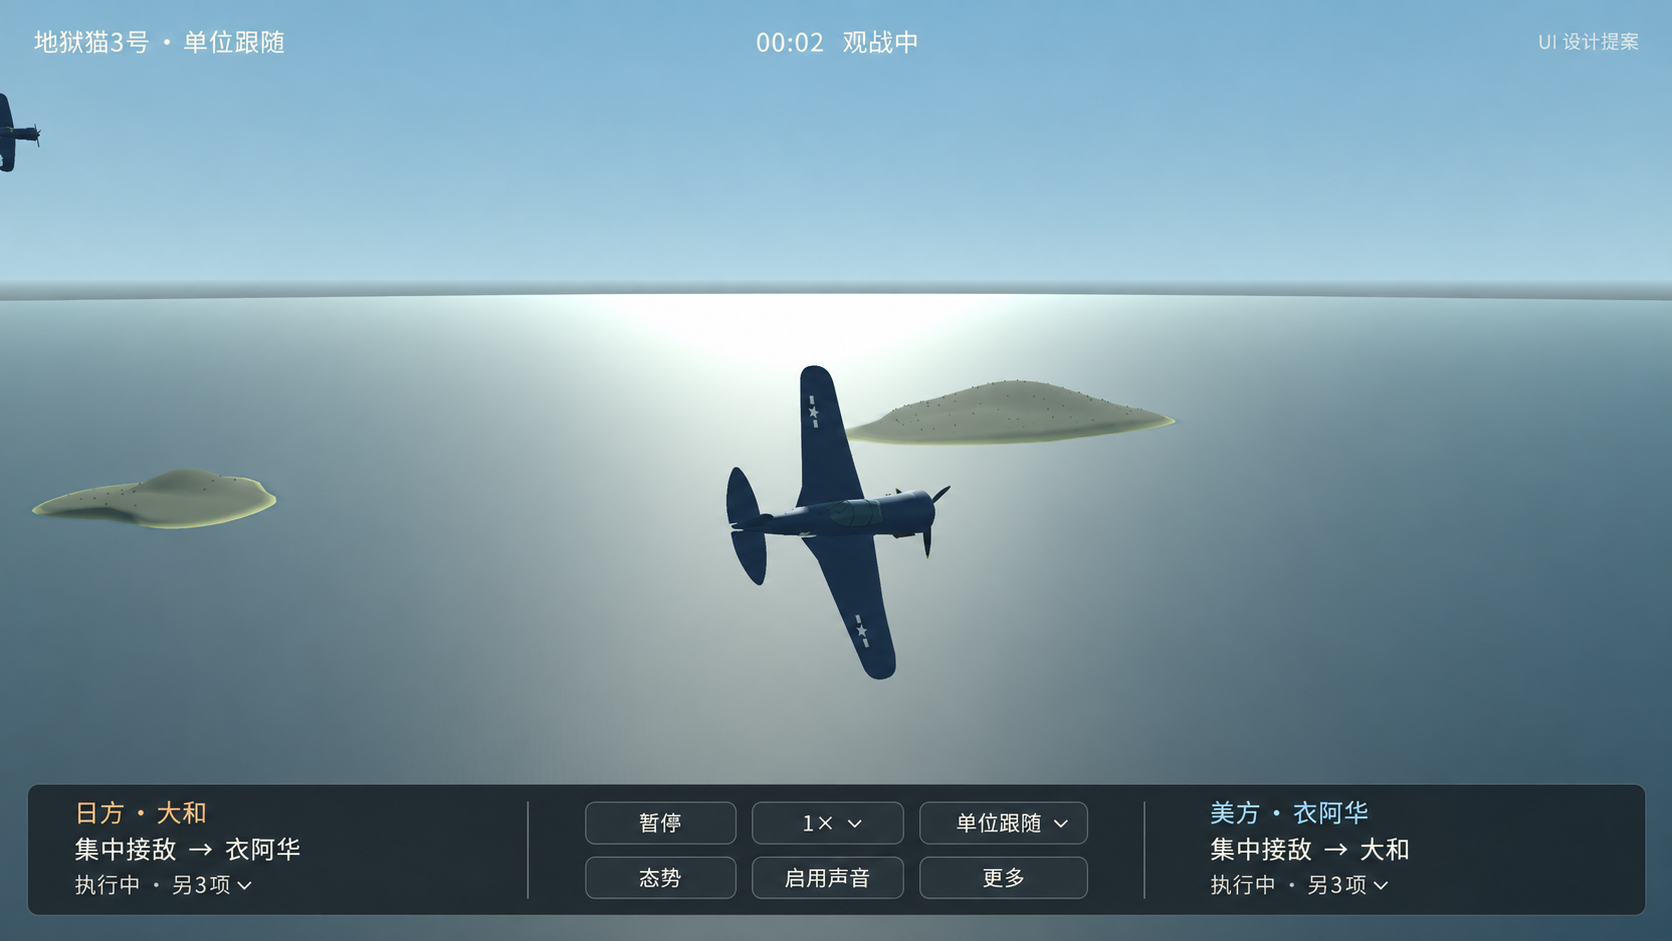 地狱猫3号 · 单位跟随
00:02 观战中
UI 设计提案
日方 · 大和
集中接敌 → 衣阿华
执行中 · 另3项
暂停
1×
单位跟随
态势
启用声音
更多
美方 · 衣阿华
集中接敌 → 大和
执行中 · 另3项